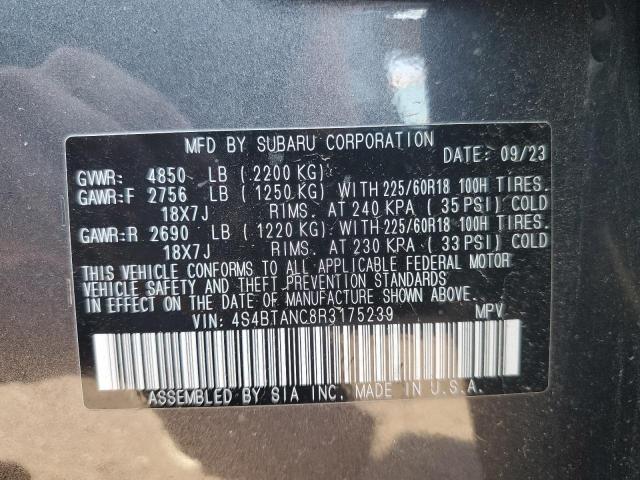 MFD BY SUBARU CORPORATION
DATE: 09/23
GVWR: 4850 LB ( 2200 KG)
GAWR:F 2756 LB ( 1250 KG) WITH 225/60R18 100H TIRES.
18X7J RIMS. AT 240 KPA ( 35 PSI) COLD
GAWR:R 2690 LB ( 1220 KG) WITH 225/60R18 100H TIRES.
18X7J RIMS. AT 230 KPA ( 33 PSI) COLD
THIS VEHICLE CONFORMS TO ALL APPLICABLE FEDERAL MOTOR
VEHICLE SAFETY AND THEFT PREVENTION STANDARDS
IN EFFECT ON THE DATE OF MANUFACTURE SHOWN ABOVE.
VIN: 4S4BTANC8R3175239 MPV
ASSEMBLED BY SIA INC. MADE IN U.S.A.